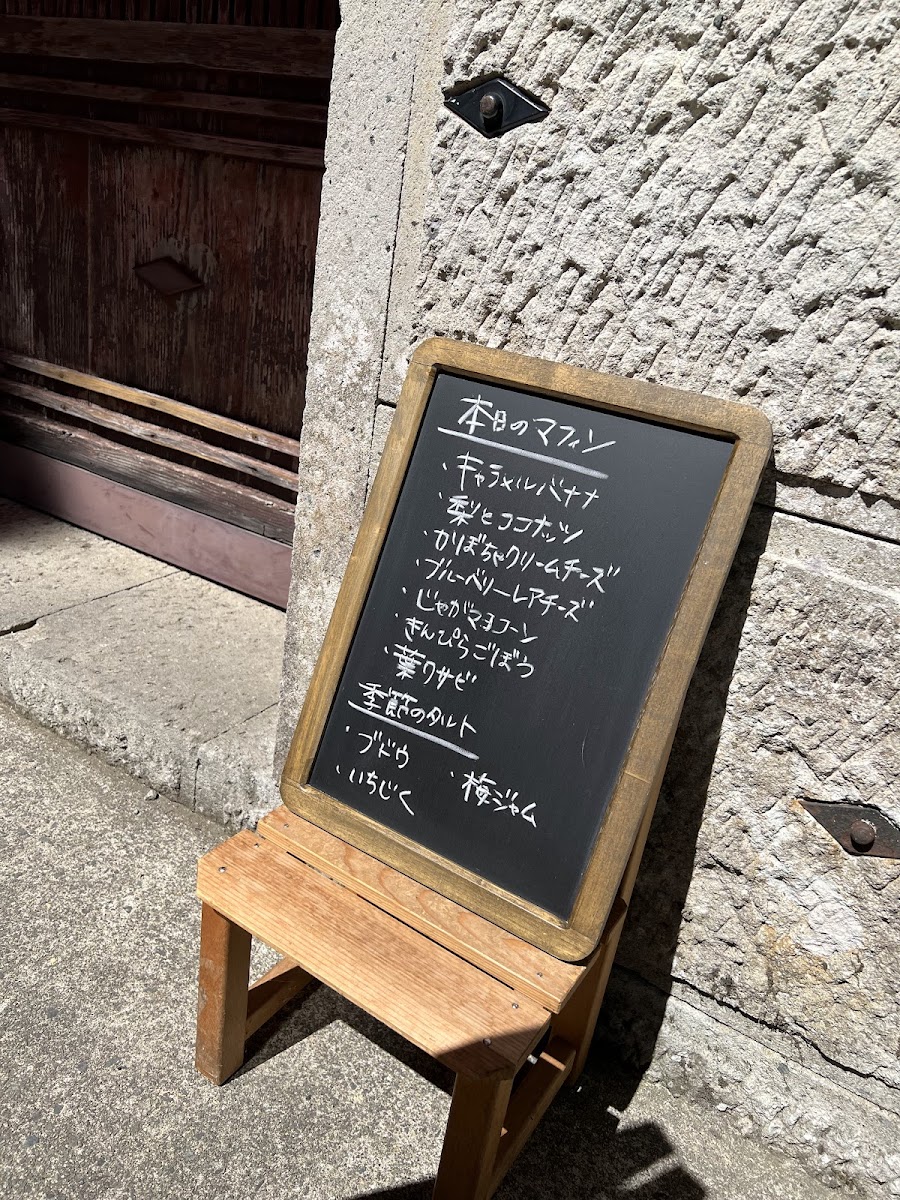 本日のマフィン
・キャラメルバナナ
・梨とココナッツ
・かぼちゃクリームチーズ
・ブルーベリーレアチーズ
・じゃがマヨコーン
・きんぴらごぼう
・葉ワサビ
季節のタルト
・ブドウ
・いちじく ・梅ジャム